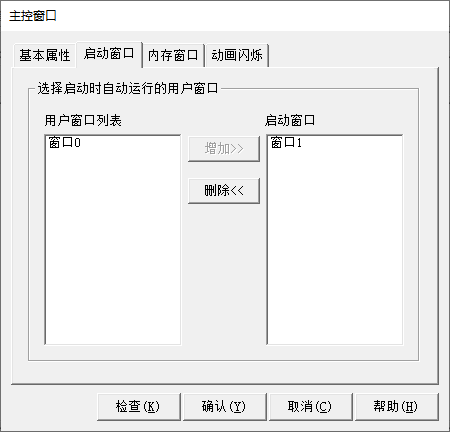 主控窗口
基本属性 启动窗口 内存窗口 动画闪烁
选择启动时自动运行的用户窗口
用户窗口列表 启动窗口
窗口0 增加>> 窗口1
删除<<
检查(K) 确认(Y) 取消(C) 帮助(H)